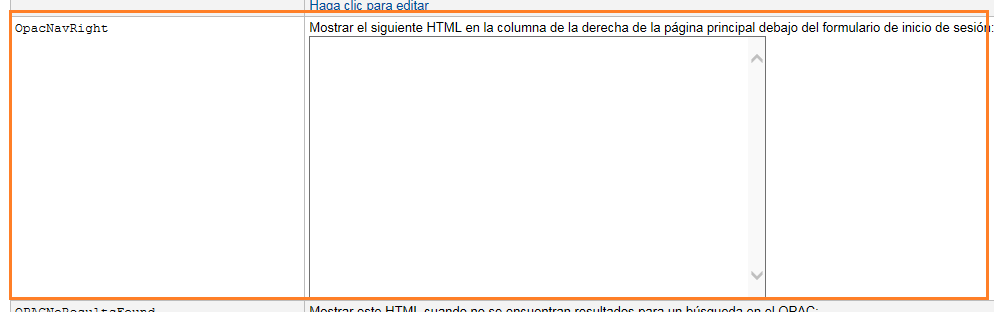 Haga clic para editar
OpacNavRight
Mostrar el siguiente HTML en la columna de la derecha de la página principal debajo del formulario de inicio de sesión:
OPACNoResultsFound
Mostrar este HTML cuando no se encuentran resultados para un búsqueda en el OPAC: